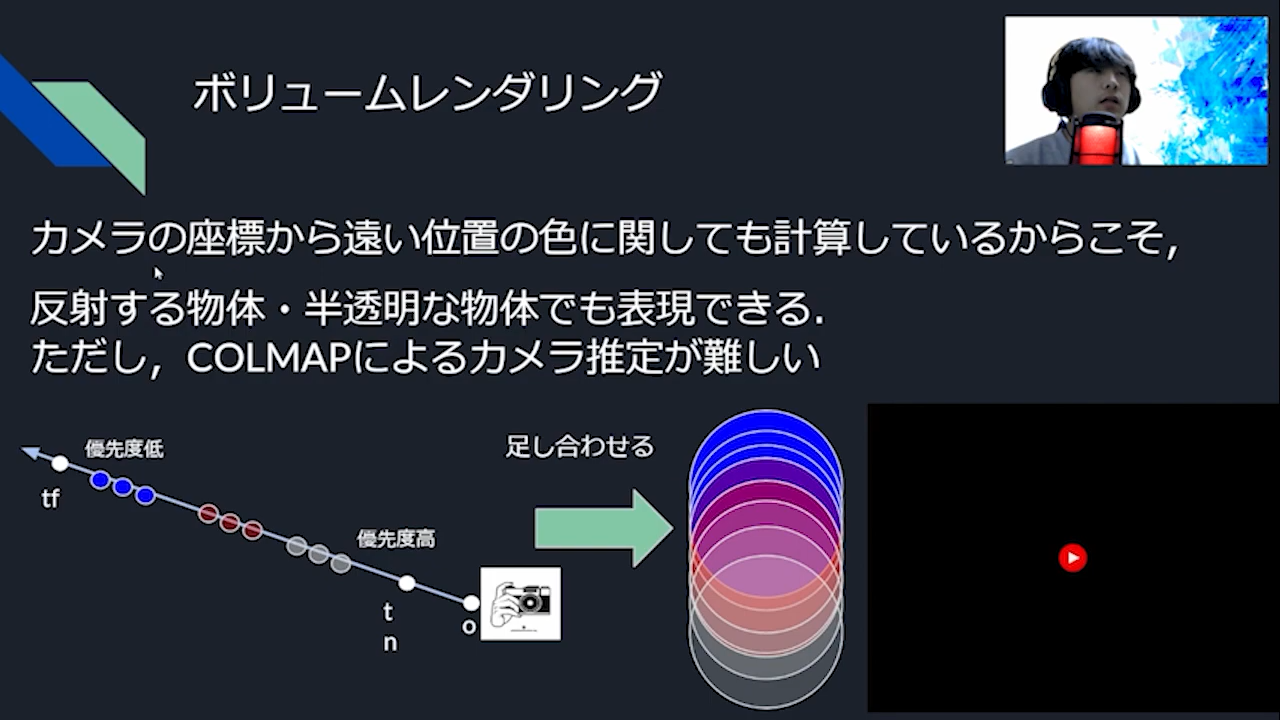 ボリュームレンダリング
カメラの座標から遠い位置の色に関しても計算しているからこそ,
反射する物体・半透明な物体でも表現できる.
ただし，COLMAPによるカメラ推定が難しい
優先度低
足し合わせる
tf
優先度高
t
n
o